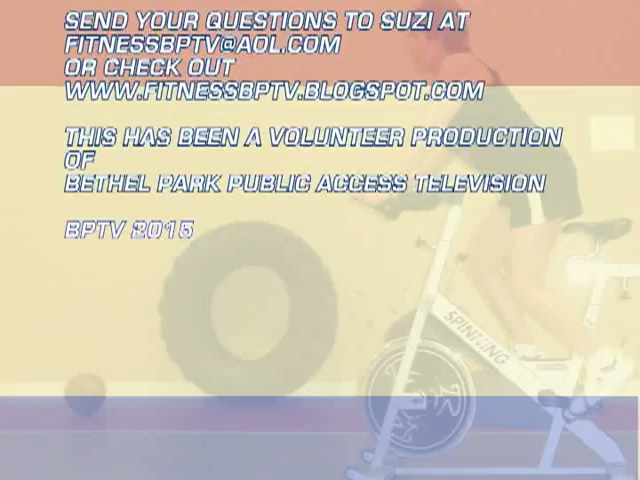 SEND YOUR QUESTIONS TO SUZI AT
FITNESSBPTV@AOL.COM
OR CHECK OUT
WWW.FITNESSBPTV.BLOGSPOT.COM
THIS HAS BEEN A VOLUNTEER PRODUCTION
OF
BETHEL PARK PUBLIC ACCESS TELEVISION
BPTV 2015
SPINNING